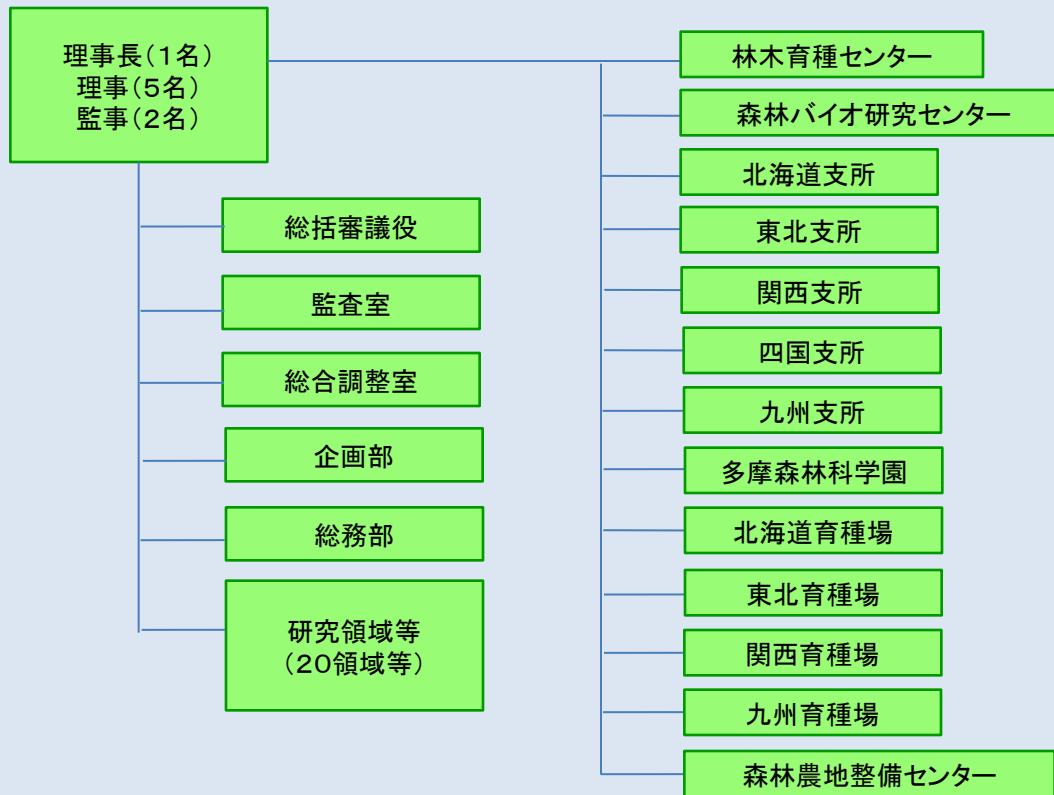 理事長（１名）
理事（５名）
監事（２名）
総括審議役
監査室
総合調整室
企画部
総務部
研究領域等
（２０領域等）
林木育種センター
森林バイオ研究センター
北海道支所
東北支所
関西支所
四国支所
九州支所
多摩森林科学園
北海道育種場
東北育種場
関西育種場
九州育種場
森林農地整備センター